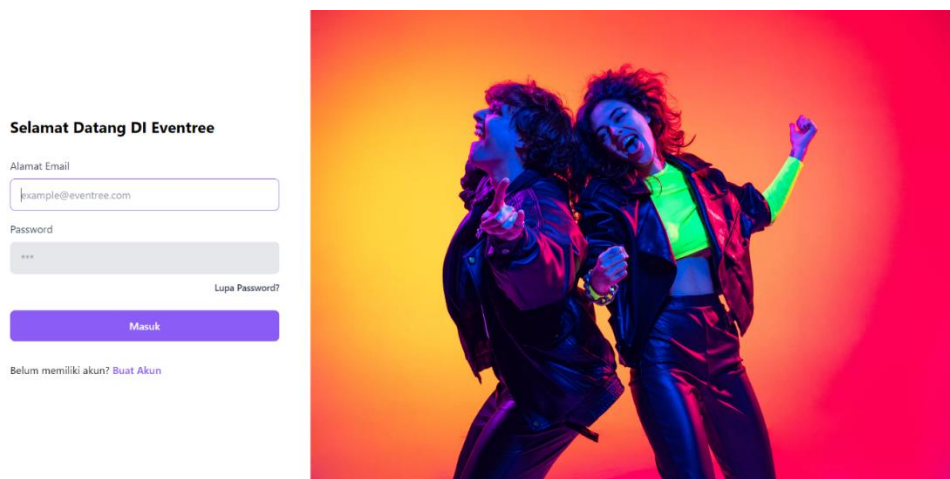 Selamat Datang DI Eventree
Alamat Email
example@eventree.com
Password
***
Lupa Password?
Masuk
Belum memiliki akun? Buat Akun